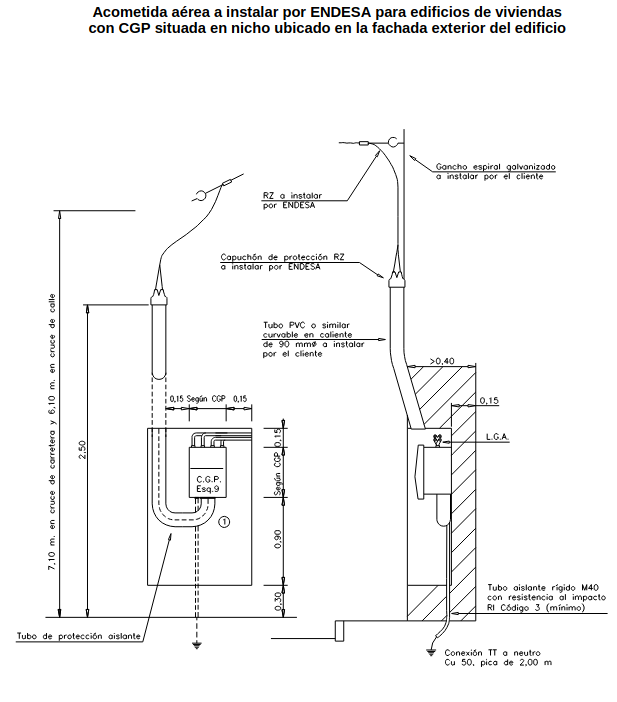 Acometida aérea a instalar por ENDESA para edificios de viviendas
con CGP situada en nicho ubicado en la fachada exterior del edificio
Gancho espiral galvanizado
a instalar por el cliente
RZ a instalar
por ENDESA
Capuchón de protección RZ
a instalar por ENDESA
Tubo PVC o similar
curvable en caliente
de 90 mmø a instalar
por el cliente
>0,40
0,15
L.G.A.
7,10 m. en cruce de carretera y 6,10 m. en cruce de calle
2,50
0,15 Según CGP 0,15
C.G.P.
Esq.9
1
0,15
Según CGP
0,90
0,30
Tubo de protección aislante
Tubo aislante rígido M40
con resistencia al impacto
RI Código 3 (mínimo)
Conexión TT a neutro
Cu 50, pica de 2,00 m